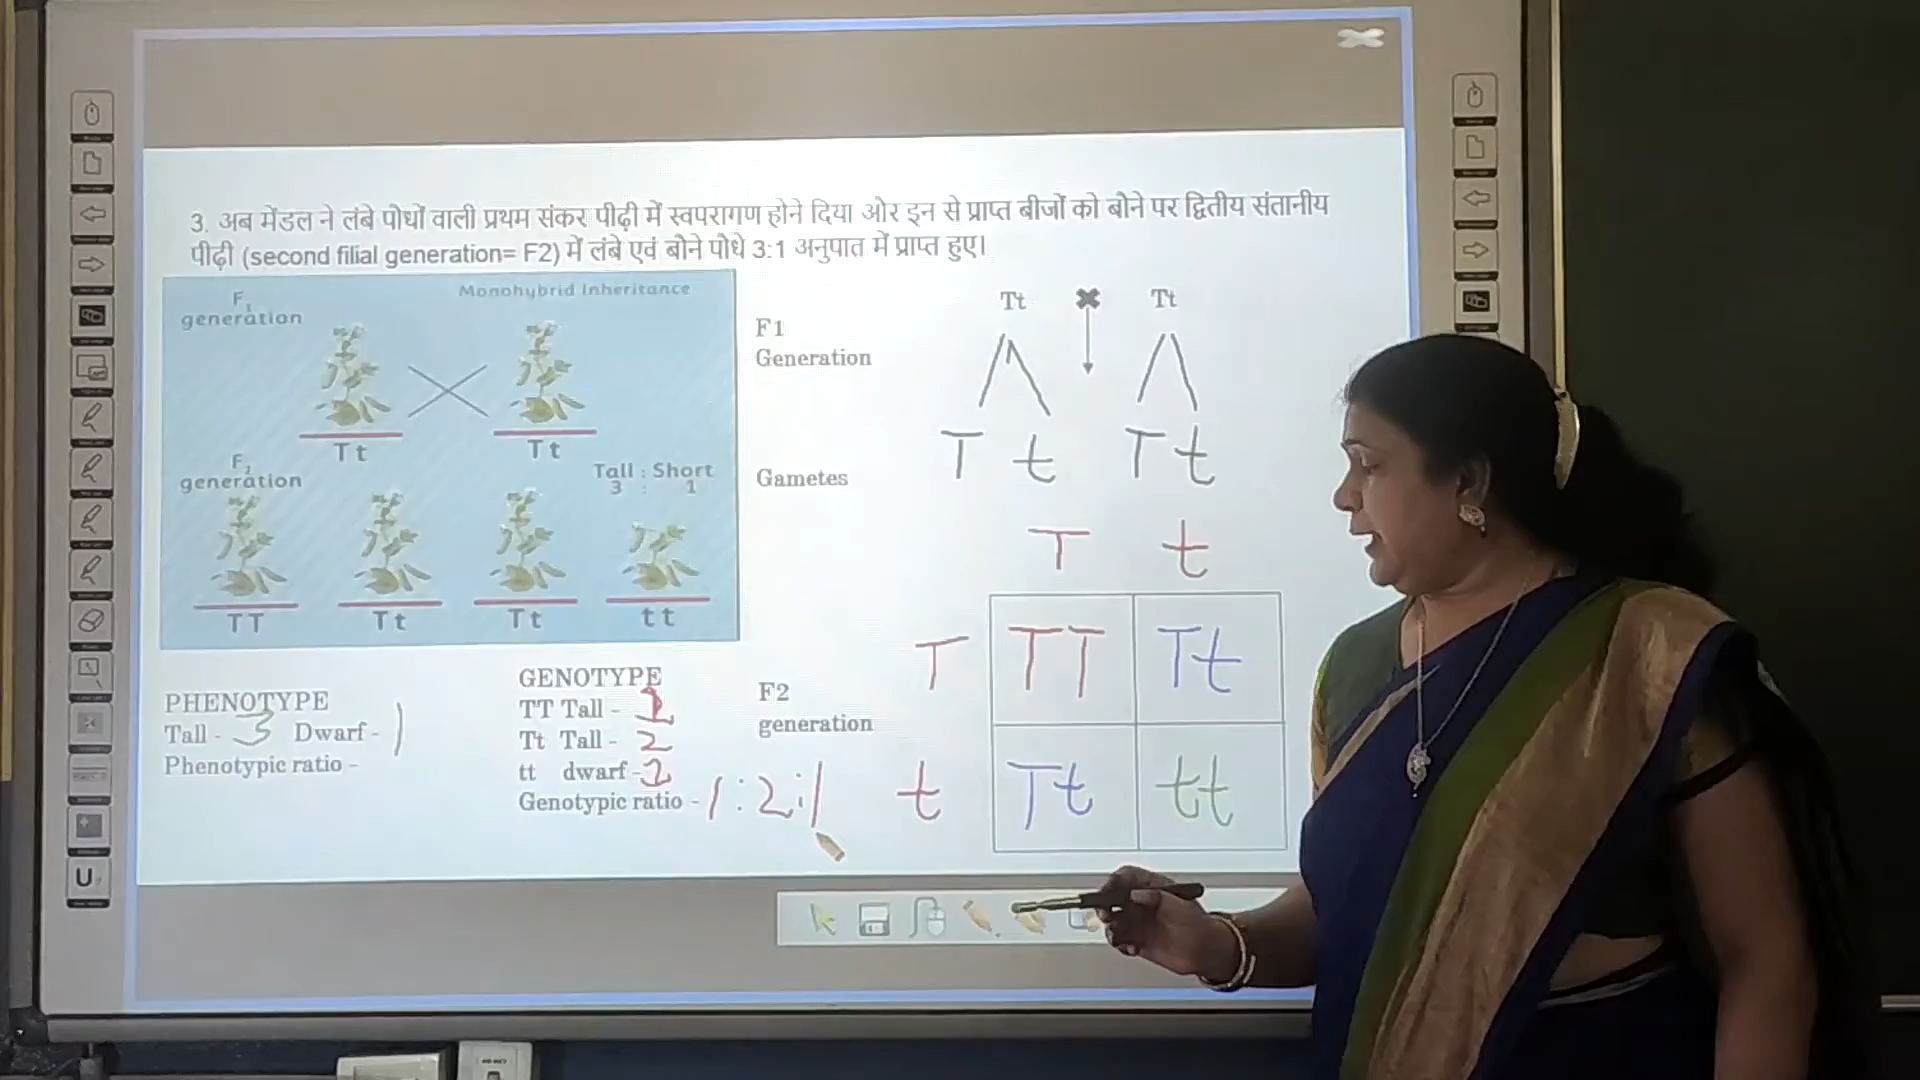 3. अब मेंडल ने लंबे पोधों वाली प्रथम संकर पीढ़ी में स्वपरागण होने दिया ओर इन से प्राप्त बीजों को बोने पर द्वितीय संतानीय
पीढ़ी (second filial generation= F2) में लंबे एवं बोने पोधे 3:1 अनुपात में प्राप्त हुए।
F1 generation
Monohybrid Inheritance
Tt Tt
F2 generation
Tall : Short
3 : 1
TT Tt Tt tt
PHENOTYPE
Tall - 3 Dwarf - 1
Phenotypic ratio -
GENOTYPE
TT Tall - 1
Tt Tall - 2
tt dwarf -
Genotypic ratio - 1:2:1
F1
Generation
Tt Tt
Gametes
T t T t
T t
F2
generation
T TT Tt
t Tt tt
U